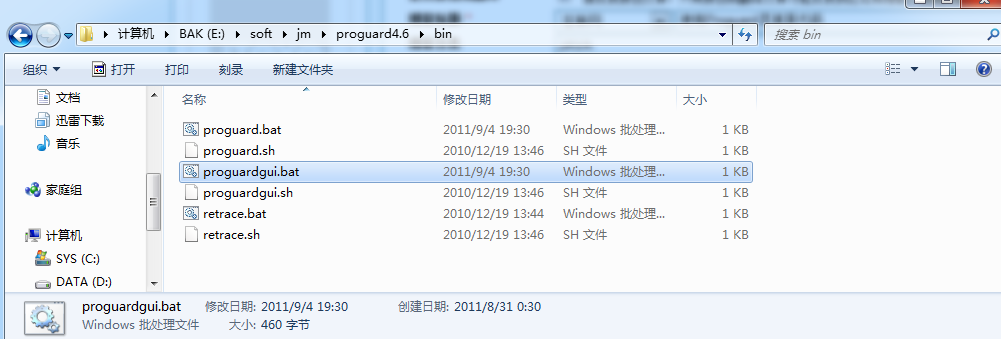 计算机 BAK (E:) soft jm proguard4.6 bin 搜索 bin
组织 打开 打印 刻录 新建文件夹
名称 修改日期 类型 大小
文档
迅雷下载
音乐
家庭组
计算机
SYS (C:)
DATA (D:)
proguard.bat 2011/9/4 19:30 Windows 批处理... 1 KB
proguard.sh 2010/12/19 13:46 SH 文件 1 KB
proguardgui.bat 2011/9/4 19:30 Windows 批处理... 1 KB
proguardgui.sh 2010/12/19 13:46 SH 文件 1 KB
retrace.bat 2010/12/19 13:44 Windows 批处理... 1 KB
retrace.sh 2010/12/19 13:46 SH 文件 1 KB
proguardgui.bat 修改日期: 2011/9/4 19:30 创建日期: 2011/8/31 0:30
Windows 批处理文件 大小: 460 字节